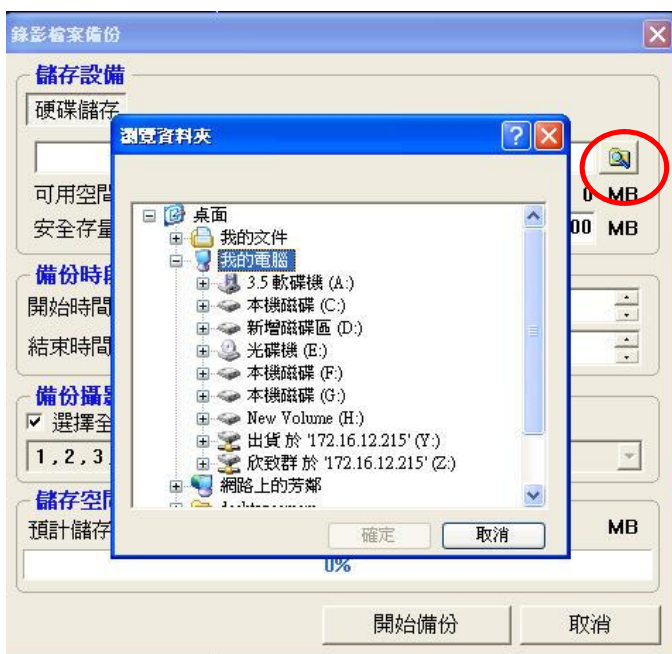 錄影檔案備份
儲存設備
硬碟儲存
瀏覽資料夾
可用空間
0 MB
安全存量
00 MB
桌面
我的文件
我的電腦
3.5 軟碟機 (A:)
本機磁碟 (C:)
新增磁碟區 (D:)
光碟機 (E:)
本機磁碟 (F:)
本機磁碟 (G:)
New Volume (H:)
出貨 於 '172.16.12.215' (Y:)
欣致群 於 '172.16.12.215' (Z:)
網路上的芳鄰
確定
取消
備份時段
開始時間
結束時間
備份攝影
選擇全
1,2,3
儲存空間
預計儲存
MB
0%
開始備份
取消